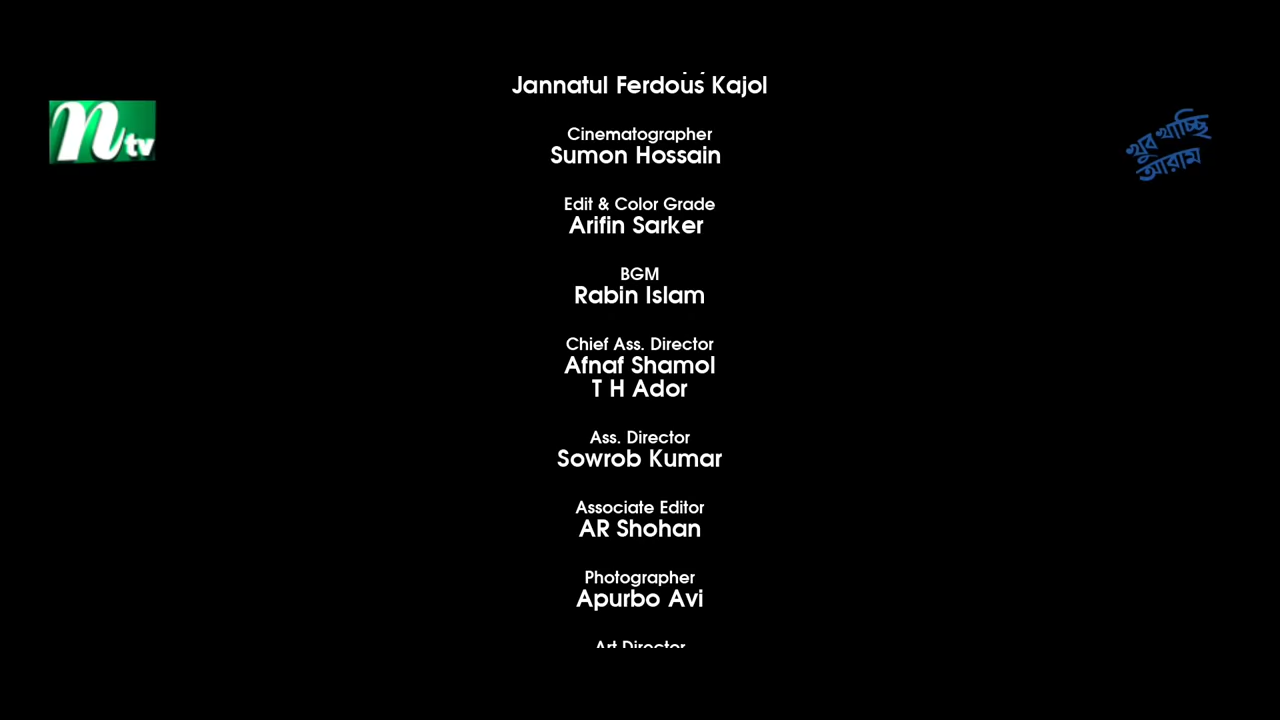 Jannatul Ferdous Kajol
ntv
খুব খাচ্ছি
আরাম
Cinematographer
Sumon Hossain
Edit & Color Grade
Arifin Sarker
BGM
Rabin Islam
Chief Ass. Director
Afnaf Shamol
T H Ador
Ass. Director
Sowrob Kumar
Associate Editor
AR Shohan
Photographer
Apurbo Avi
Art Director